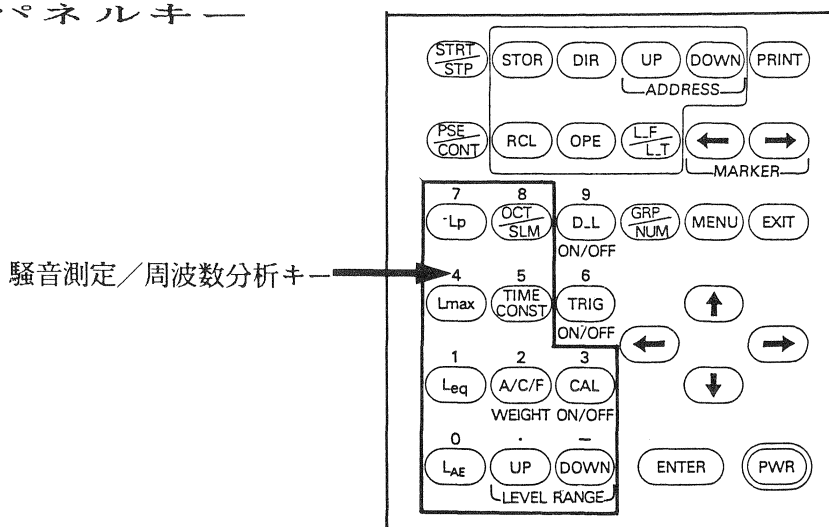 パネルキー
STRT/STP STOR DIR UP DOWN PRINT
ADDRESS
PSE/CONT RCL OPE L_F/L_T ← →
MARKER
7 8 9
Lp OCT/SLM D_L GRP/NUM MENU EXIT
ON/OFF
騒音測定/周波数分析キー
4 5 6
Lmax TIME CONST TRIG ↑
ON/OFF
← →
1 2 3
Leq A/C/F CAL ↓
WEIGHT ON/OFF
0 . −
LAE UP DOWN ENTER PWR
LEVEL RANGE